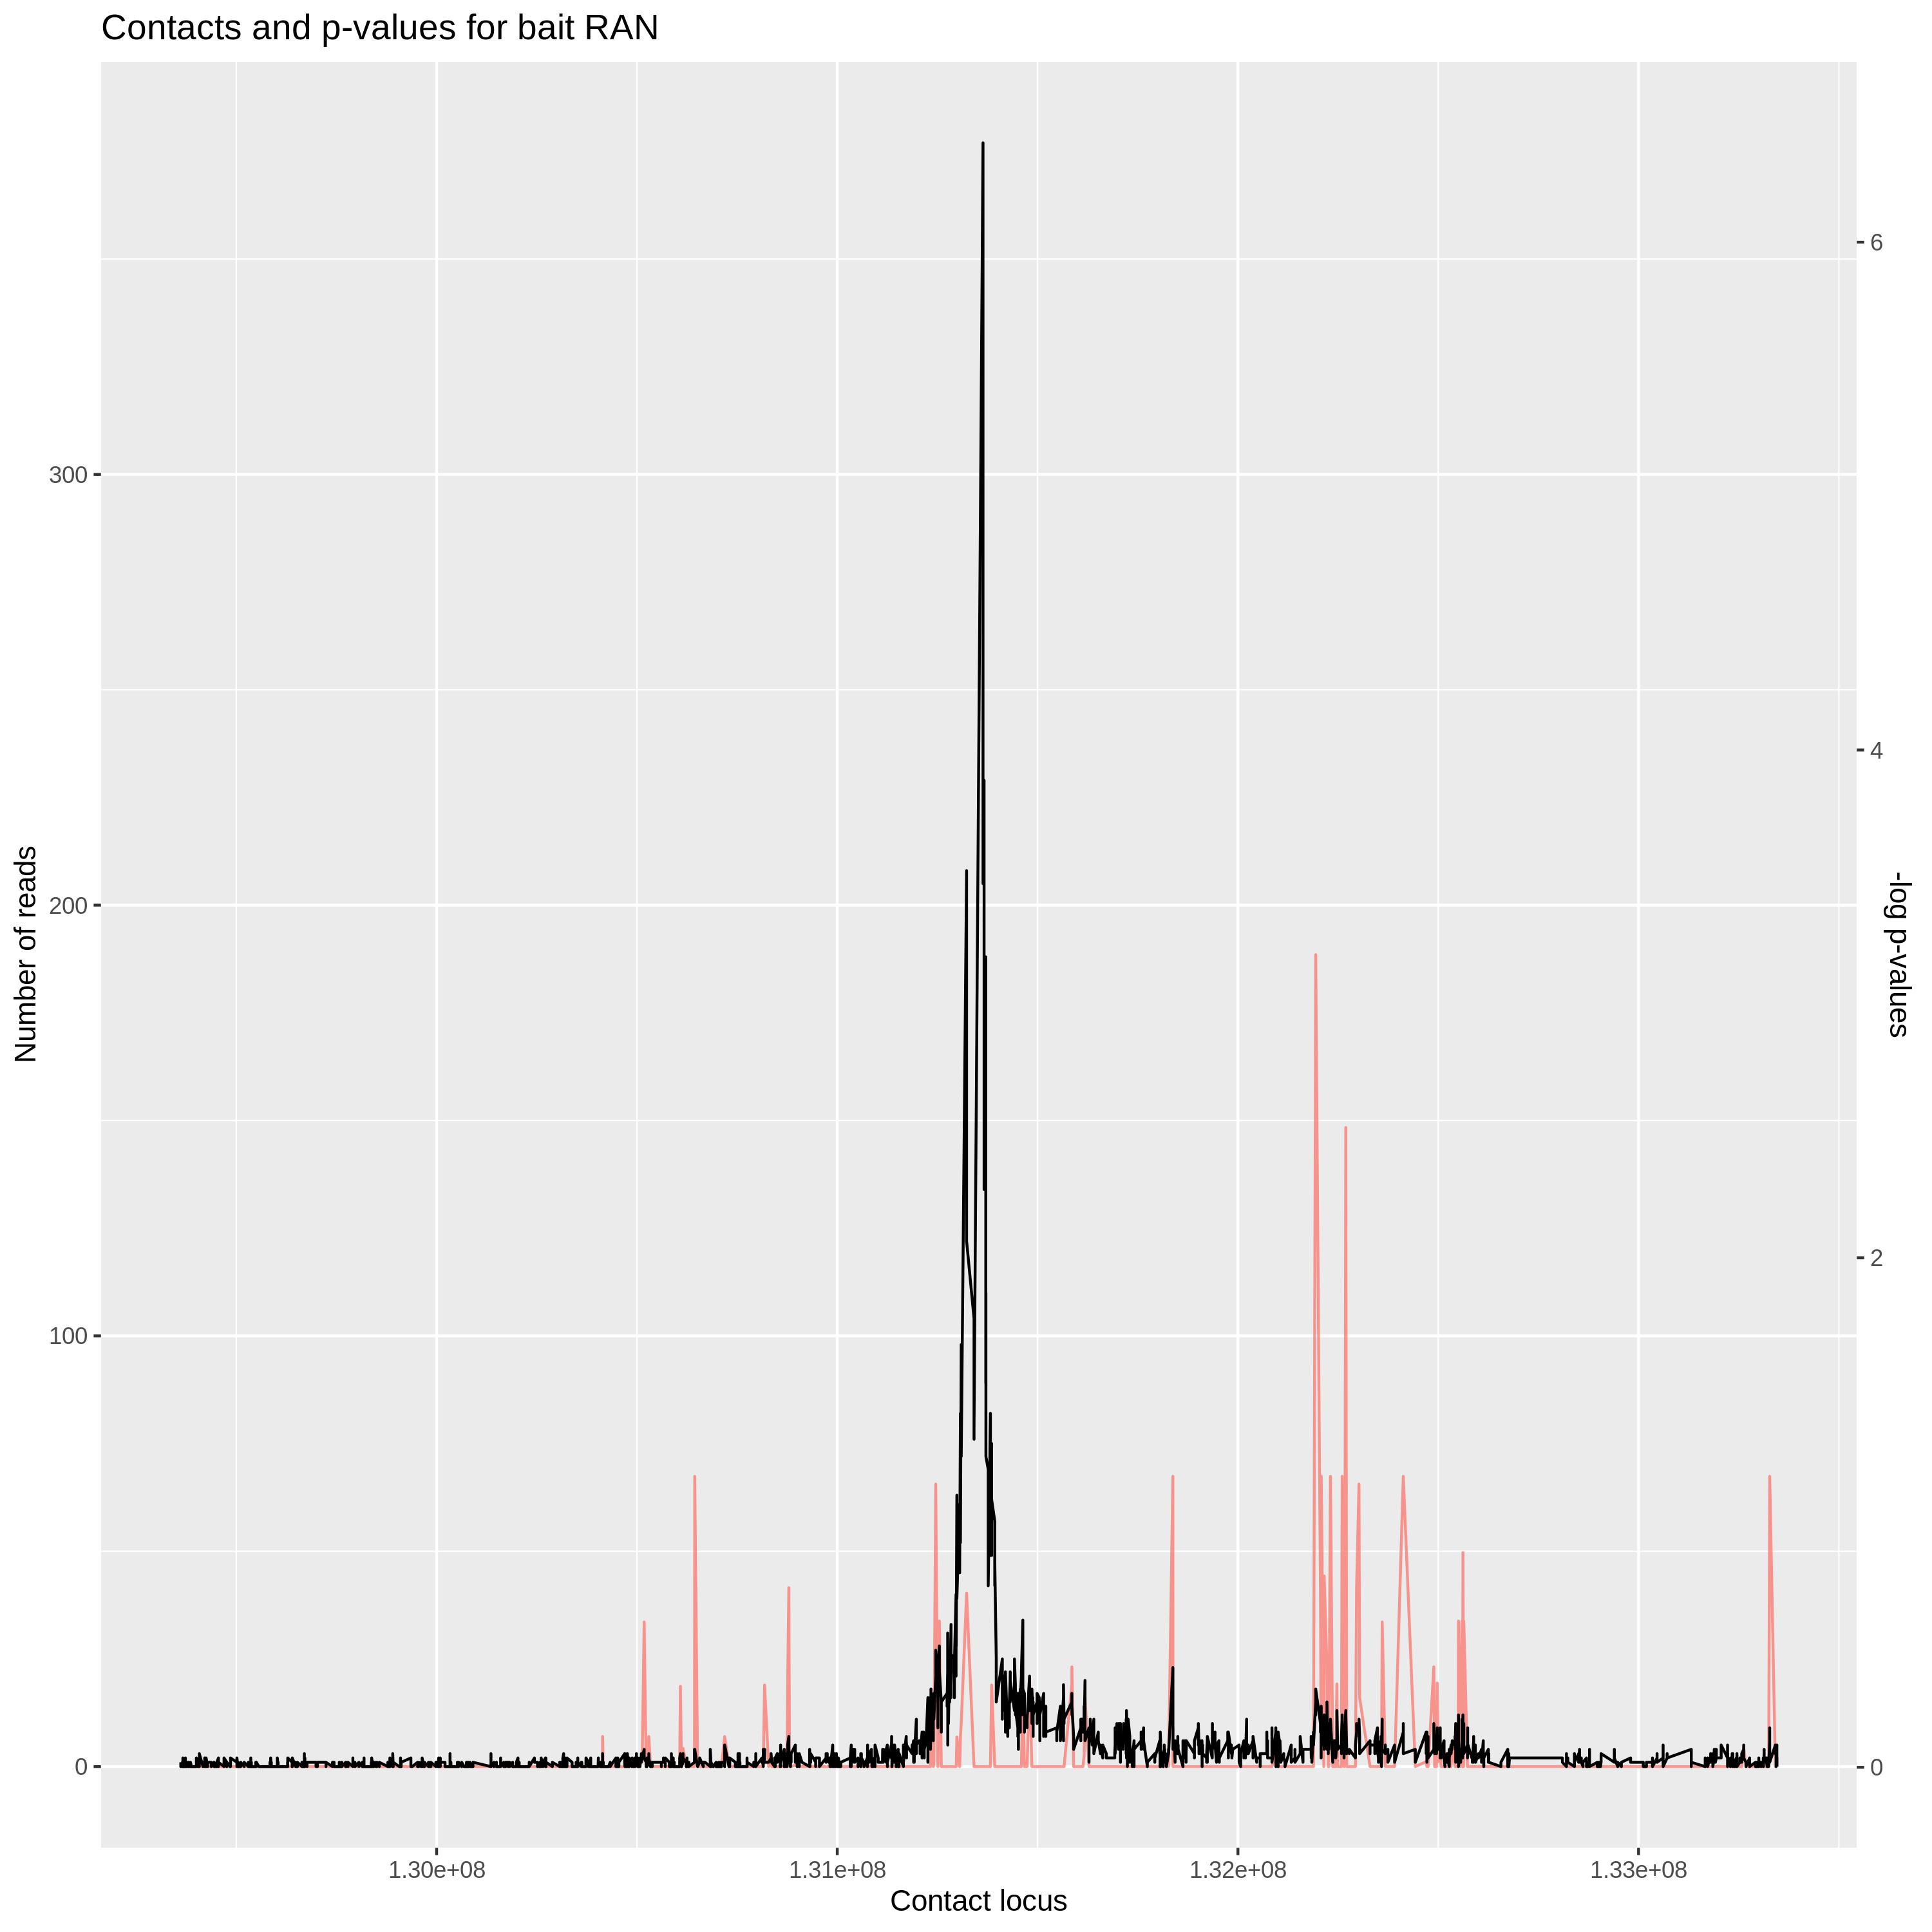 Contacts and p-values for bait RAN
Number of reads
300
200
100
0
6
4
2
0
-log p-values
1.30e+08
1.31e+08
1.32e+08
1.33e+08
Contact locus